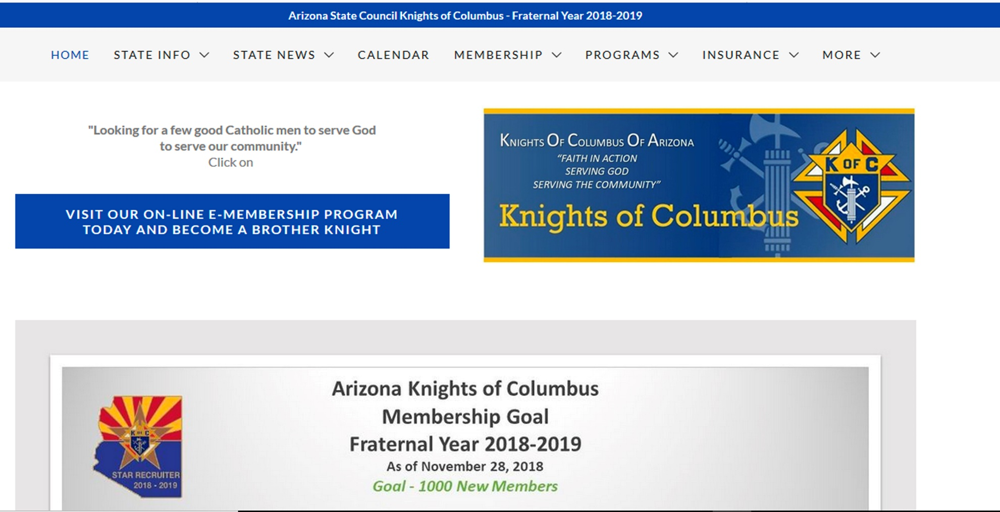 Arizona State Council Knights of Columbus - Fraternal Year 2018-2019
HOME STATE INFO STATE NEWS CALENDAR MEMBERSHIP PROGRAMS INSURANCE MORE
"Looking for a few good Catholic men to serve God
to serve our community."
Click on
VISIT OUR ON-LINE E-MEMBERSHIP PROGRAM
TODAY AND BECOME A BROTHER KNIGHT
KNIGHTS OF COLUMBUS OF ARIZONA
“FAITH IN ACTION
SERVING GOD
SERVING THE COMMUNITY”
Knights of Columbus
K OF C
Arizona Knights of Columbus
Membership Goal
Fraternal Year 2018-2019
As of November 28, 2018
Goal - 1000 New Members
K OF C
STAR RECRUITER
2018 - 2019